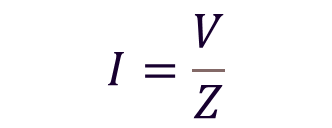 I = V/Z